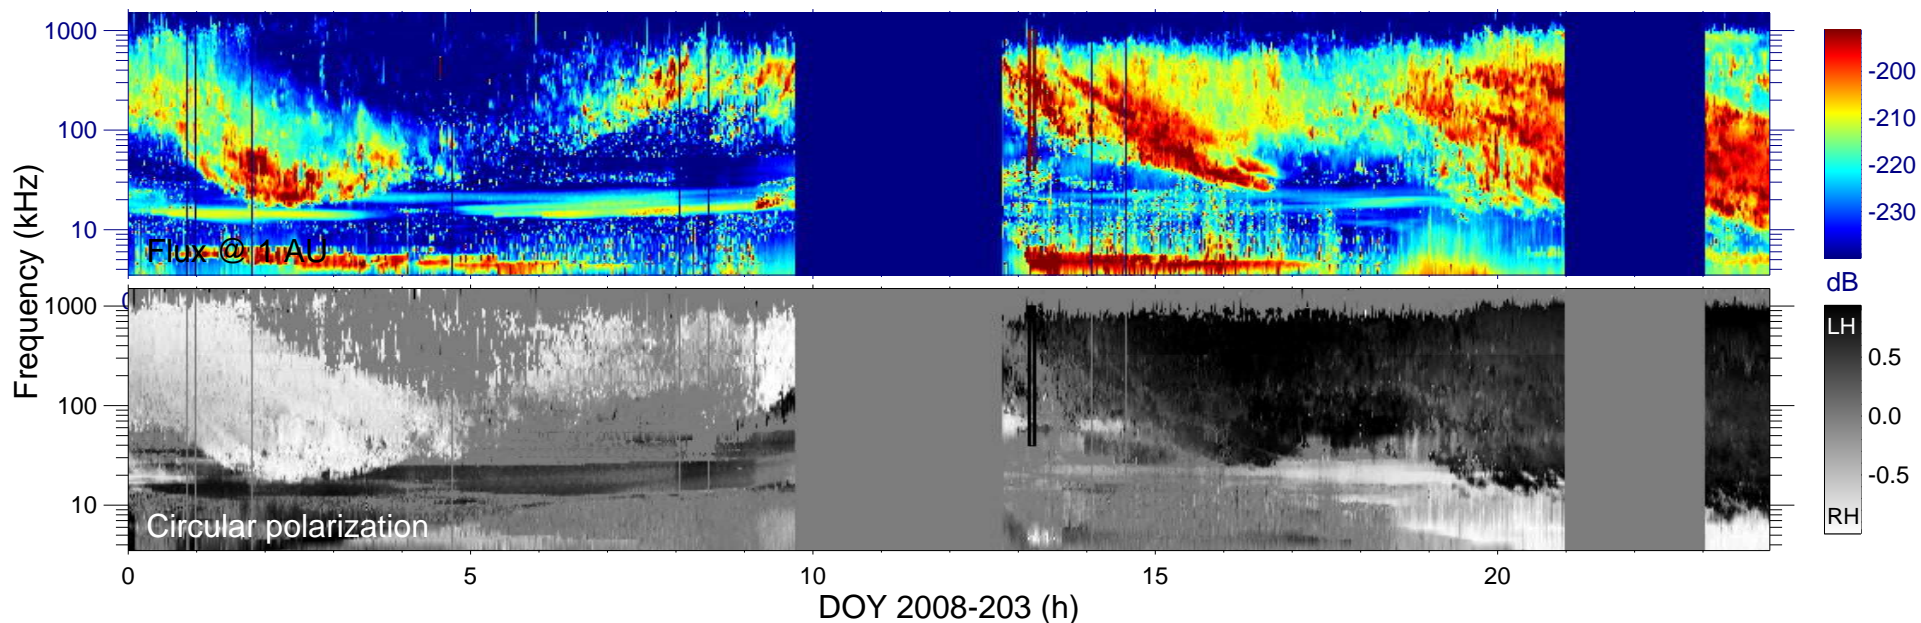 1000
100
10
Flux @ 1 AU
-200
-210
-220
-230
dB
0
Frequency (kHz)
1000
100
10
Circular polarization
LH
0.5
0.0
-0.5
RH
0 5 10 15 20
DOY 2008-203 (h)